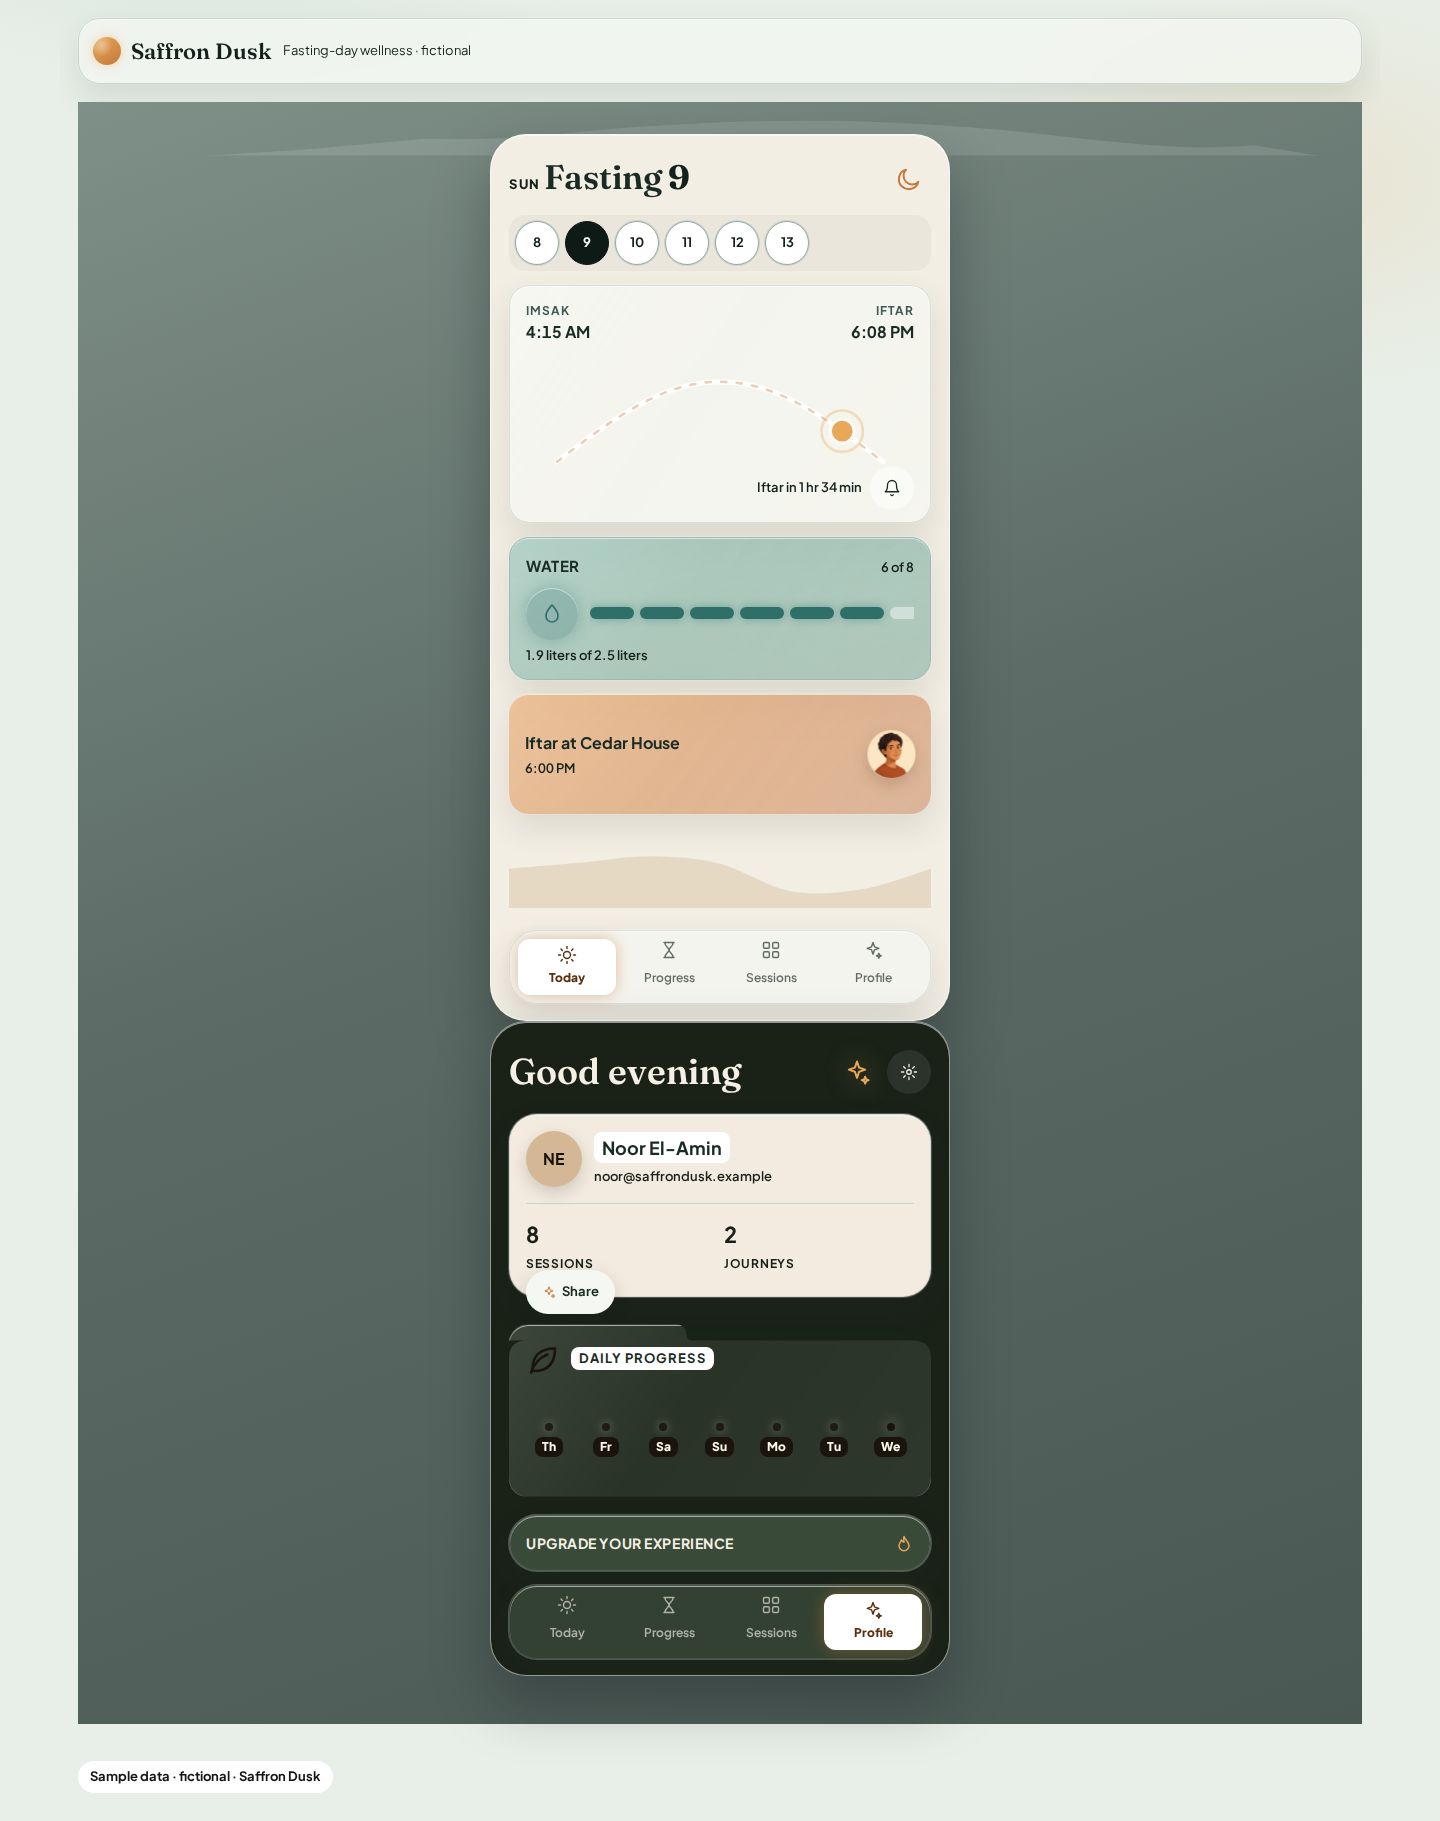 Saffron Dusk Fasting-day wellness · fictional
SUN Fasting 9
8 9 10 11 12 13
IMSAK IFTAR
4:15 AM 6:08 PM
Iftar in 1 hr 34 min
WATER 6 of 8
1.9 liters of 2.5 liters
Iftar at Cedar House
6:00 PM
Today Progress Sessions Profile
Good evening
NE Noor El-Amin
noor@saffrondusk.example
8 2
SESSIONS JOURNEYS
Share
DAILY PROGRESS
Th Fr Sa Su Mo Tu We
UPGRADE YOUR EXPERIENCE
Today Progress Sessions Profile
Sample data · fictional · Saffron Dusk